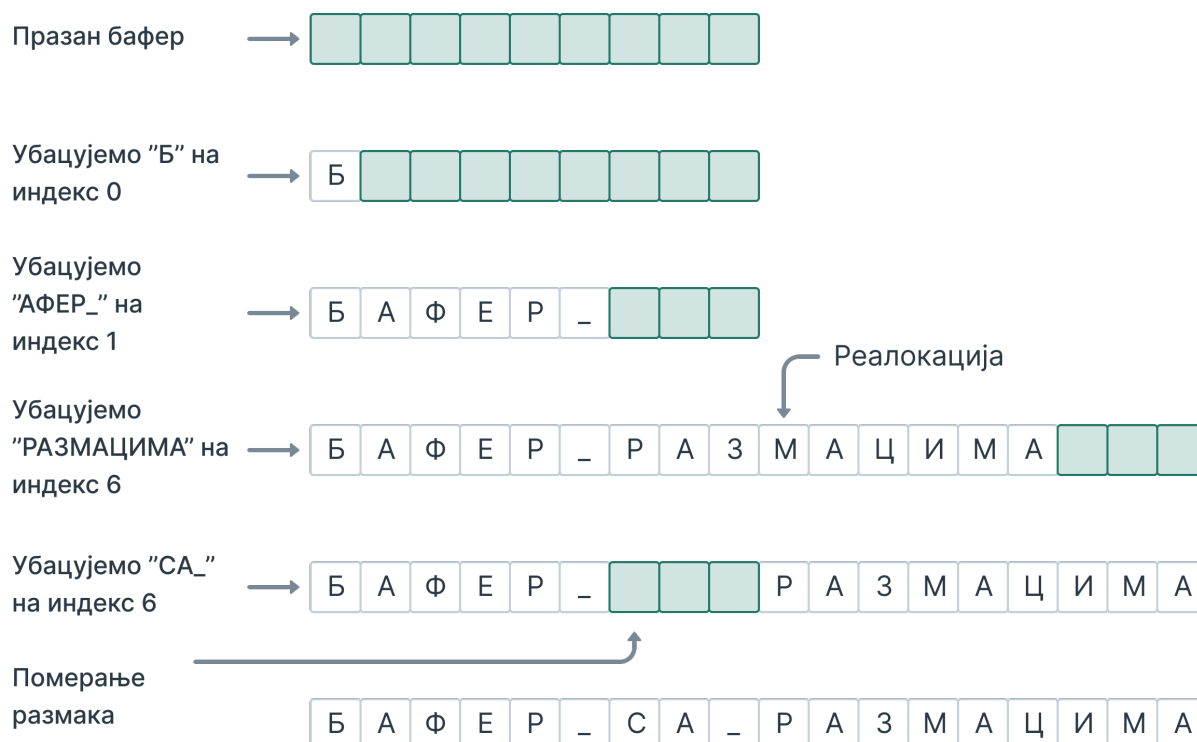 Празан бафер
Убацујемо ”Б” на
индекс 0
Б
Убацујемо
”АФЕР_” на
индекс 1
Б А Ф Е Р _
Реалокација
Убацујемо
”РАЗМАЦИМА” на
индекс 6
Б А Ф Е Р _ Р А З М А Ц И М А
Убацујемо ”СА_”
на индекс 6
Б А Ф Е Р _ Р А З М А Ц И М А
Померање
размака
Б А Ф Е Р _ С А _ Р А З М А Ц И М А